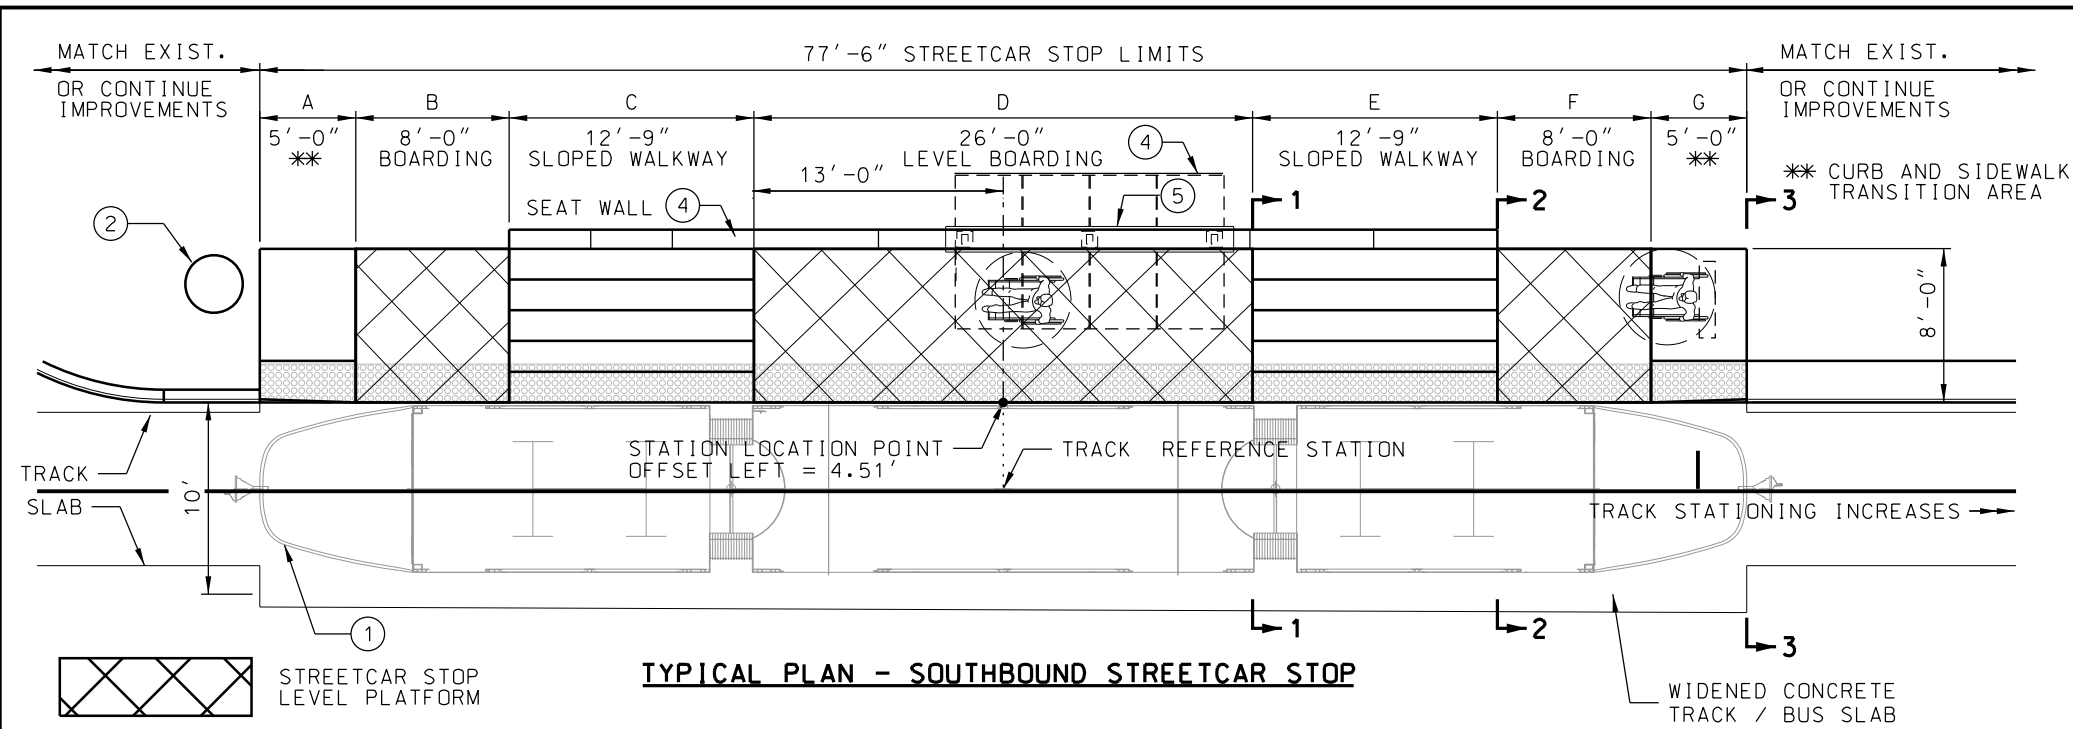 MATCH EXIST.
OR CONTINUE
IMPROVEMENTS
77'-6" STREETCAR STOP LIMITS
MATCH EXIST.
OR CONTINUE
IMPROVEMENTS
A
B
C
D
E
F
G
5'-0"
**
8'-0"
BOARDING
12'-9"
SLOPED WALKWAY
26'-0"
LEVEL BOARDING
12'-9"
SLOPED WALKWAY
8'-0"
BOARDING
5'-0"
**
** CURB AND SIDEWALK
TRANSITION AREA
4
13'-0"
5
SEAT WALL
4
1
2
3
2
8'-0"
STATION LOCATION POINT
OFFSET LEFT = 4.51'
TRACK REFERENCE STATION
TRACK
SLAB
10'
TRACK STATIONING INCREASES
1
1
2
3
STREETCAR STOP
LEVEL PLATFORM
TYPICAL PLAN - SOUTHBOUND STREETCAR STOP
WIDENED CONCRETE
TRACK / BUS SLAB